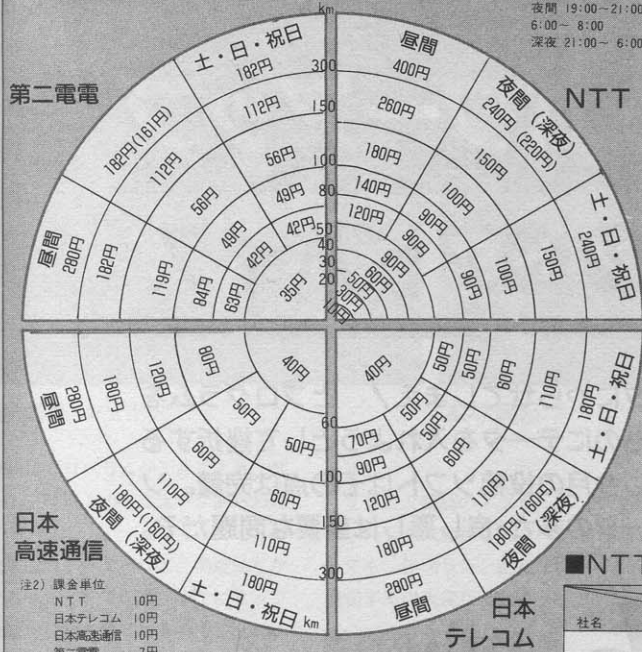 夜間 19:00～21:00
6:00～ 8:00
深夜 21:00～ 6:00
第二電電
昼間
280円
182円
119円
84円
63円
35円
182円(161円)
112円
56円
49円
42円
土・日・祝日
182円
112円
56円
49円
42円
km
300
150
100
80
50
40
30
20
NTT
昼間
400円
260円
180円
140円
120円
90円
60円
50円
30円
10円
夜間（深夜）
240円(220円)
150円
100円
90円
90円
土・日・祝日
240円
150円
100円
90円
日本
高速通信
昼間
280円
180円
120円
80円
40円
夜間（深夜）
180円(160円)
110円
60円
50円
土・日・祝日
180円
110円
60円
50円
60
100
150
300
km
日本
テレコム
昼間
280円
180円
120円
90円
70円
40円
夜間（深夜）
180円(160円)
110円
60円
50円
50円
土・日・祝日
180円
110円
60円
50円
50円
注2) 課金単位
NTT 10円
日本テレコム 10円
日本高速通信 10円
第二電電 7円
■NTT
社名